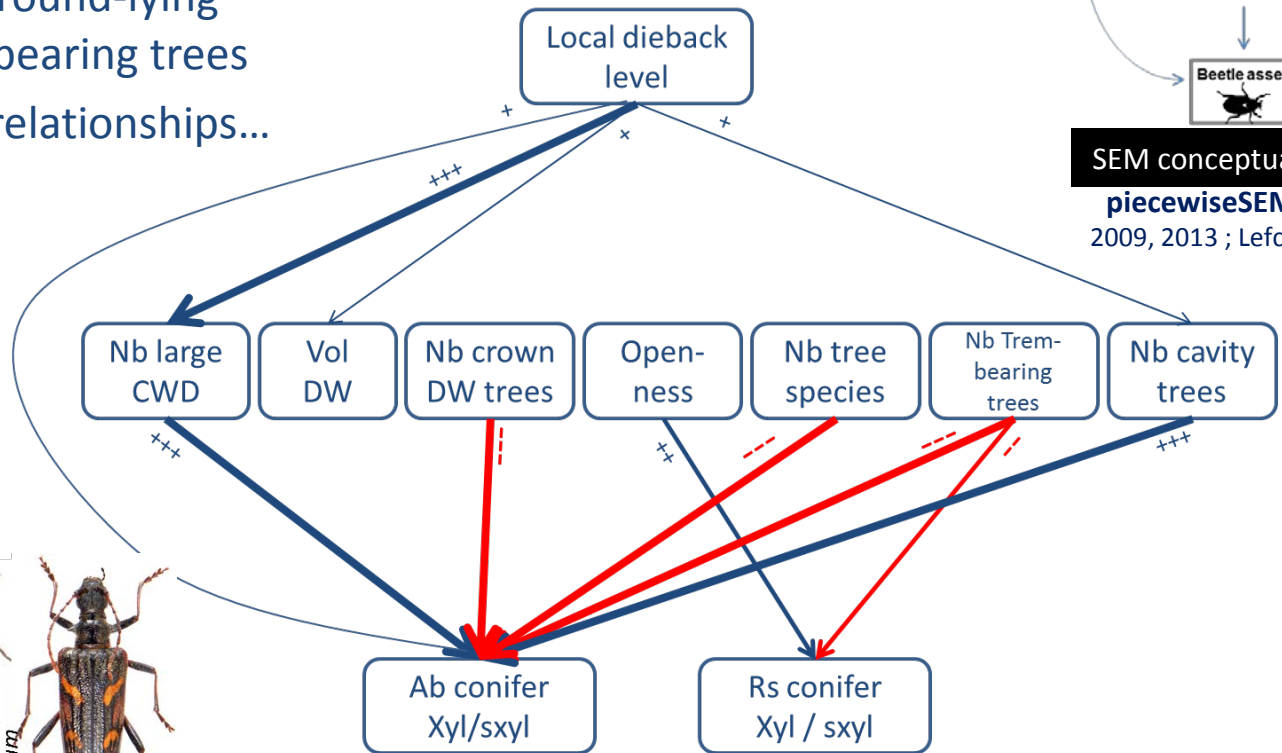 bearing trees
relationships...
Local dieback
level
+
+++
+
+
SEM
piecewiseSEM
2009, 2013 ;
Nb large
CWD
Vol
DW
Nb crown
DW trees
Open-
ness
Nb tree
species
Nb Trem-
bearing
trees
Nb cavity
trees
+++
---
++
---
---
--
+++
Ab conifer
Xyl/sxyl
Rs conifer
Xyl / sxyl
Beetle